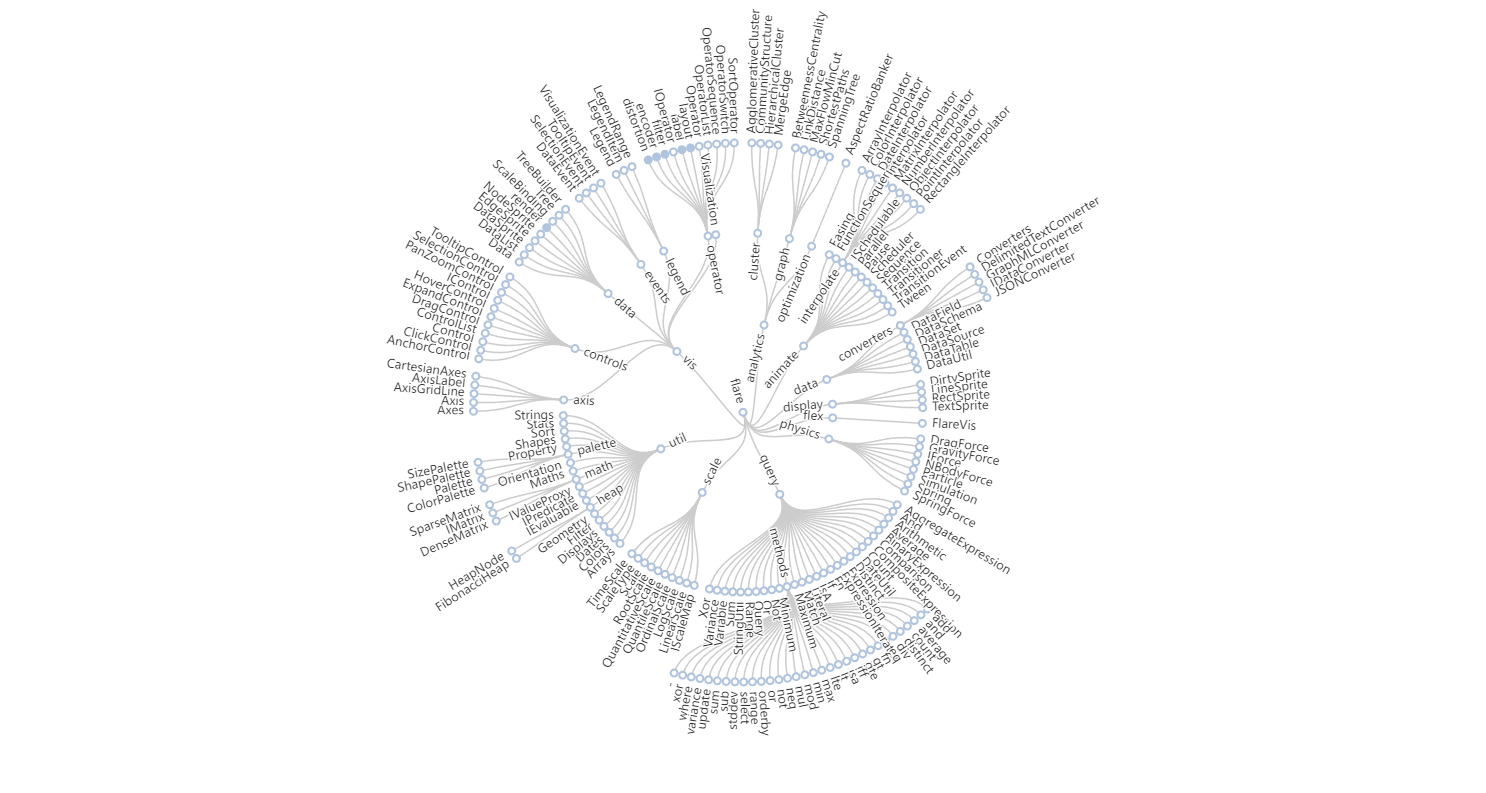 flare
analytics
cluster
AgglomerativeCluster
CommunityStructure
HierarchicalCluster
MergeEdge
graph
BetweennessCentrality
LinkDistance
MaxFlowMinCut
ShortestPaths
SpanningTree
optimization
AspectRatioBanker
animate
interpolate
ArrayInterpolator
ColorInterpolator
DateInterpolator
Interpolator
MatrixInterpolator
NumberInterpolator
ObjectInterpolator
PointInterpolator
RectangleInterpolator
Easing
FunctionSequence
ISchedulable
Parallel
Pause
Scheduler
Sequence
Transition
Transitioner
TransitionEvent
Tween
data
converters
Converters
DelimitedTextConverter
GraphMLConverter
IDataConverter
JSONConverter
DataField
DataSchema
DataSet
DataSource
DataTable
DataUtil
display
DirtySprite
LineSprite
RectSprite
TextSprite
flex
FlareVis
physics
DragForce
GravityForce
IForce
NBodyForce
Particle
Simulation
Spring
SpringForce
query
AggregateExpression
And
Arithmetic
Average
BinaryExpression
Comparison
CompositeExpression
Count
DateUtil
Distinct
Expression
ExpressionIterator
If
IsA
Literal
Match
Maximum
methods
add
and
average
count
distinct
div
eq
fn
gt
gte
iff
isa
lt
lte
max
min
mod
mul
neq
not
or
orderby
range
select
stddev
sub
sum
update
variance
where
xor
_
Minimum
Not
Or
Query
Range
StringUtil
Sum
Variable
Variance
Xor
scale
IScaleMap
LinearScale
LogScale
OrdinalScale
QuantileScale
QuantitativeScale
RootScale
Scale
ScaleType
TimeScale
util
Arrays
Colors
Dates
Displays
Filter
Geometry
heap
FibonacciHeap
HeapNode
IEvaluable
IPredicate
IValueProxy
math
DenseMatrix
IMatrix
SparseMatrix
Maths
Orientation
palette
ColorPalette
Palette
ShapePalette
SizePalette
Property
Shapes
Sort
Stats
Strings
vis
axis
Axes
Axis
AxisGridLine
AxisLabel
CartesianAxes
controls
AnchorControl
ClickControl
Control
ControlList
DragControl
ExpandControl
HoverControl
IControl
PanZoomControl
SelectionControl
TooltipControl
data
Data
DataList
DataSprite
EdgeSprite
NodeSprite
render
ScaleBinding
Tree
TreeBuilder
events
DataEvent
SelectionEvent
TooltipEvent
VisualizationEvent
legend
Legend
LegendItem
LegendRange
operator
distortion
encoder
filter
IOperator
label
layout
Operator
OperatorList
OperatorSequence
OperatorSwitch
SortOperator
Visualization